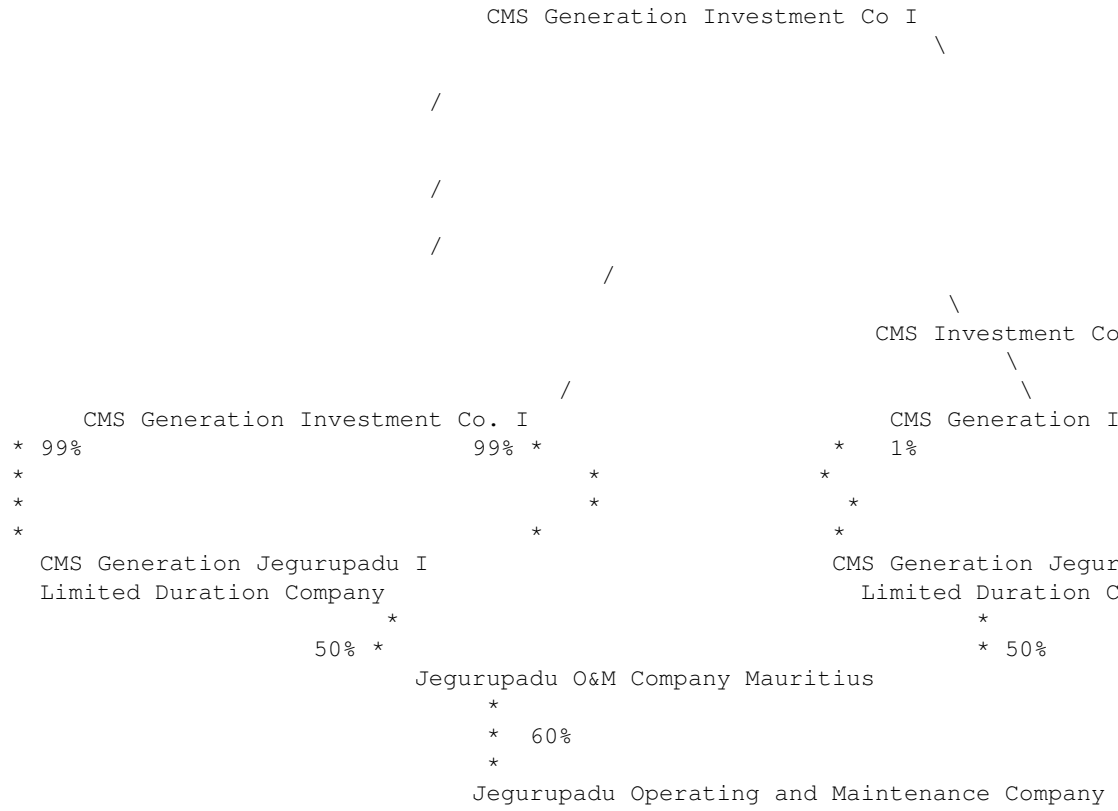 CMS Generation Investment Co I
\
/
/
/
/
\
CMS Investment Co
\
/ \
CMS Generation Investment Co. I CMS Generation I
* 99% 99% * * 1%
* * *
* * *
* * *
CMS Generation Jegurupadu I CMS Generation Jegur
Limited Duration Company Limited Duration C
* *
50% * * 50%
Jegurupadu O&M Company Mauritius
*
* 60%
*
Jegurupadu Operating and Maintenance Company